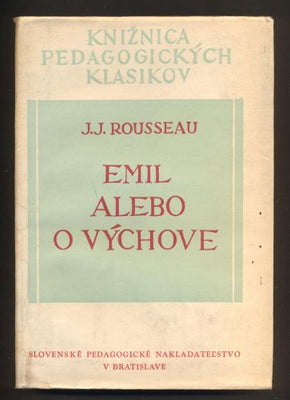 KNIŽNICA
PEDAGOGICKÝCH
KLASIKOV
J.J. ROUSSEAU
EMIL
ALEBO
O VÝCHOVE
SLOVENSKÉ PEDAGOGICKÉ NAKLADATEĽSTVO
V BRATISLAVE